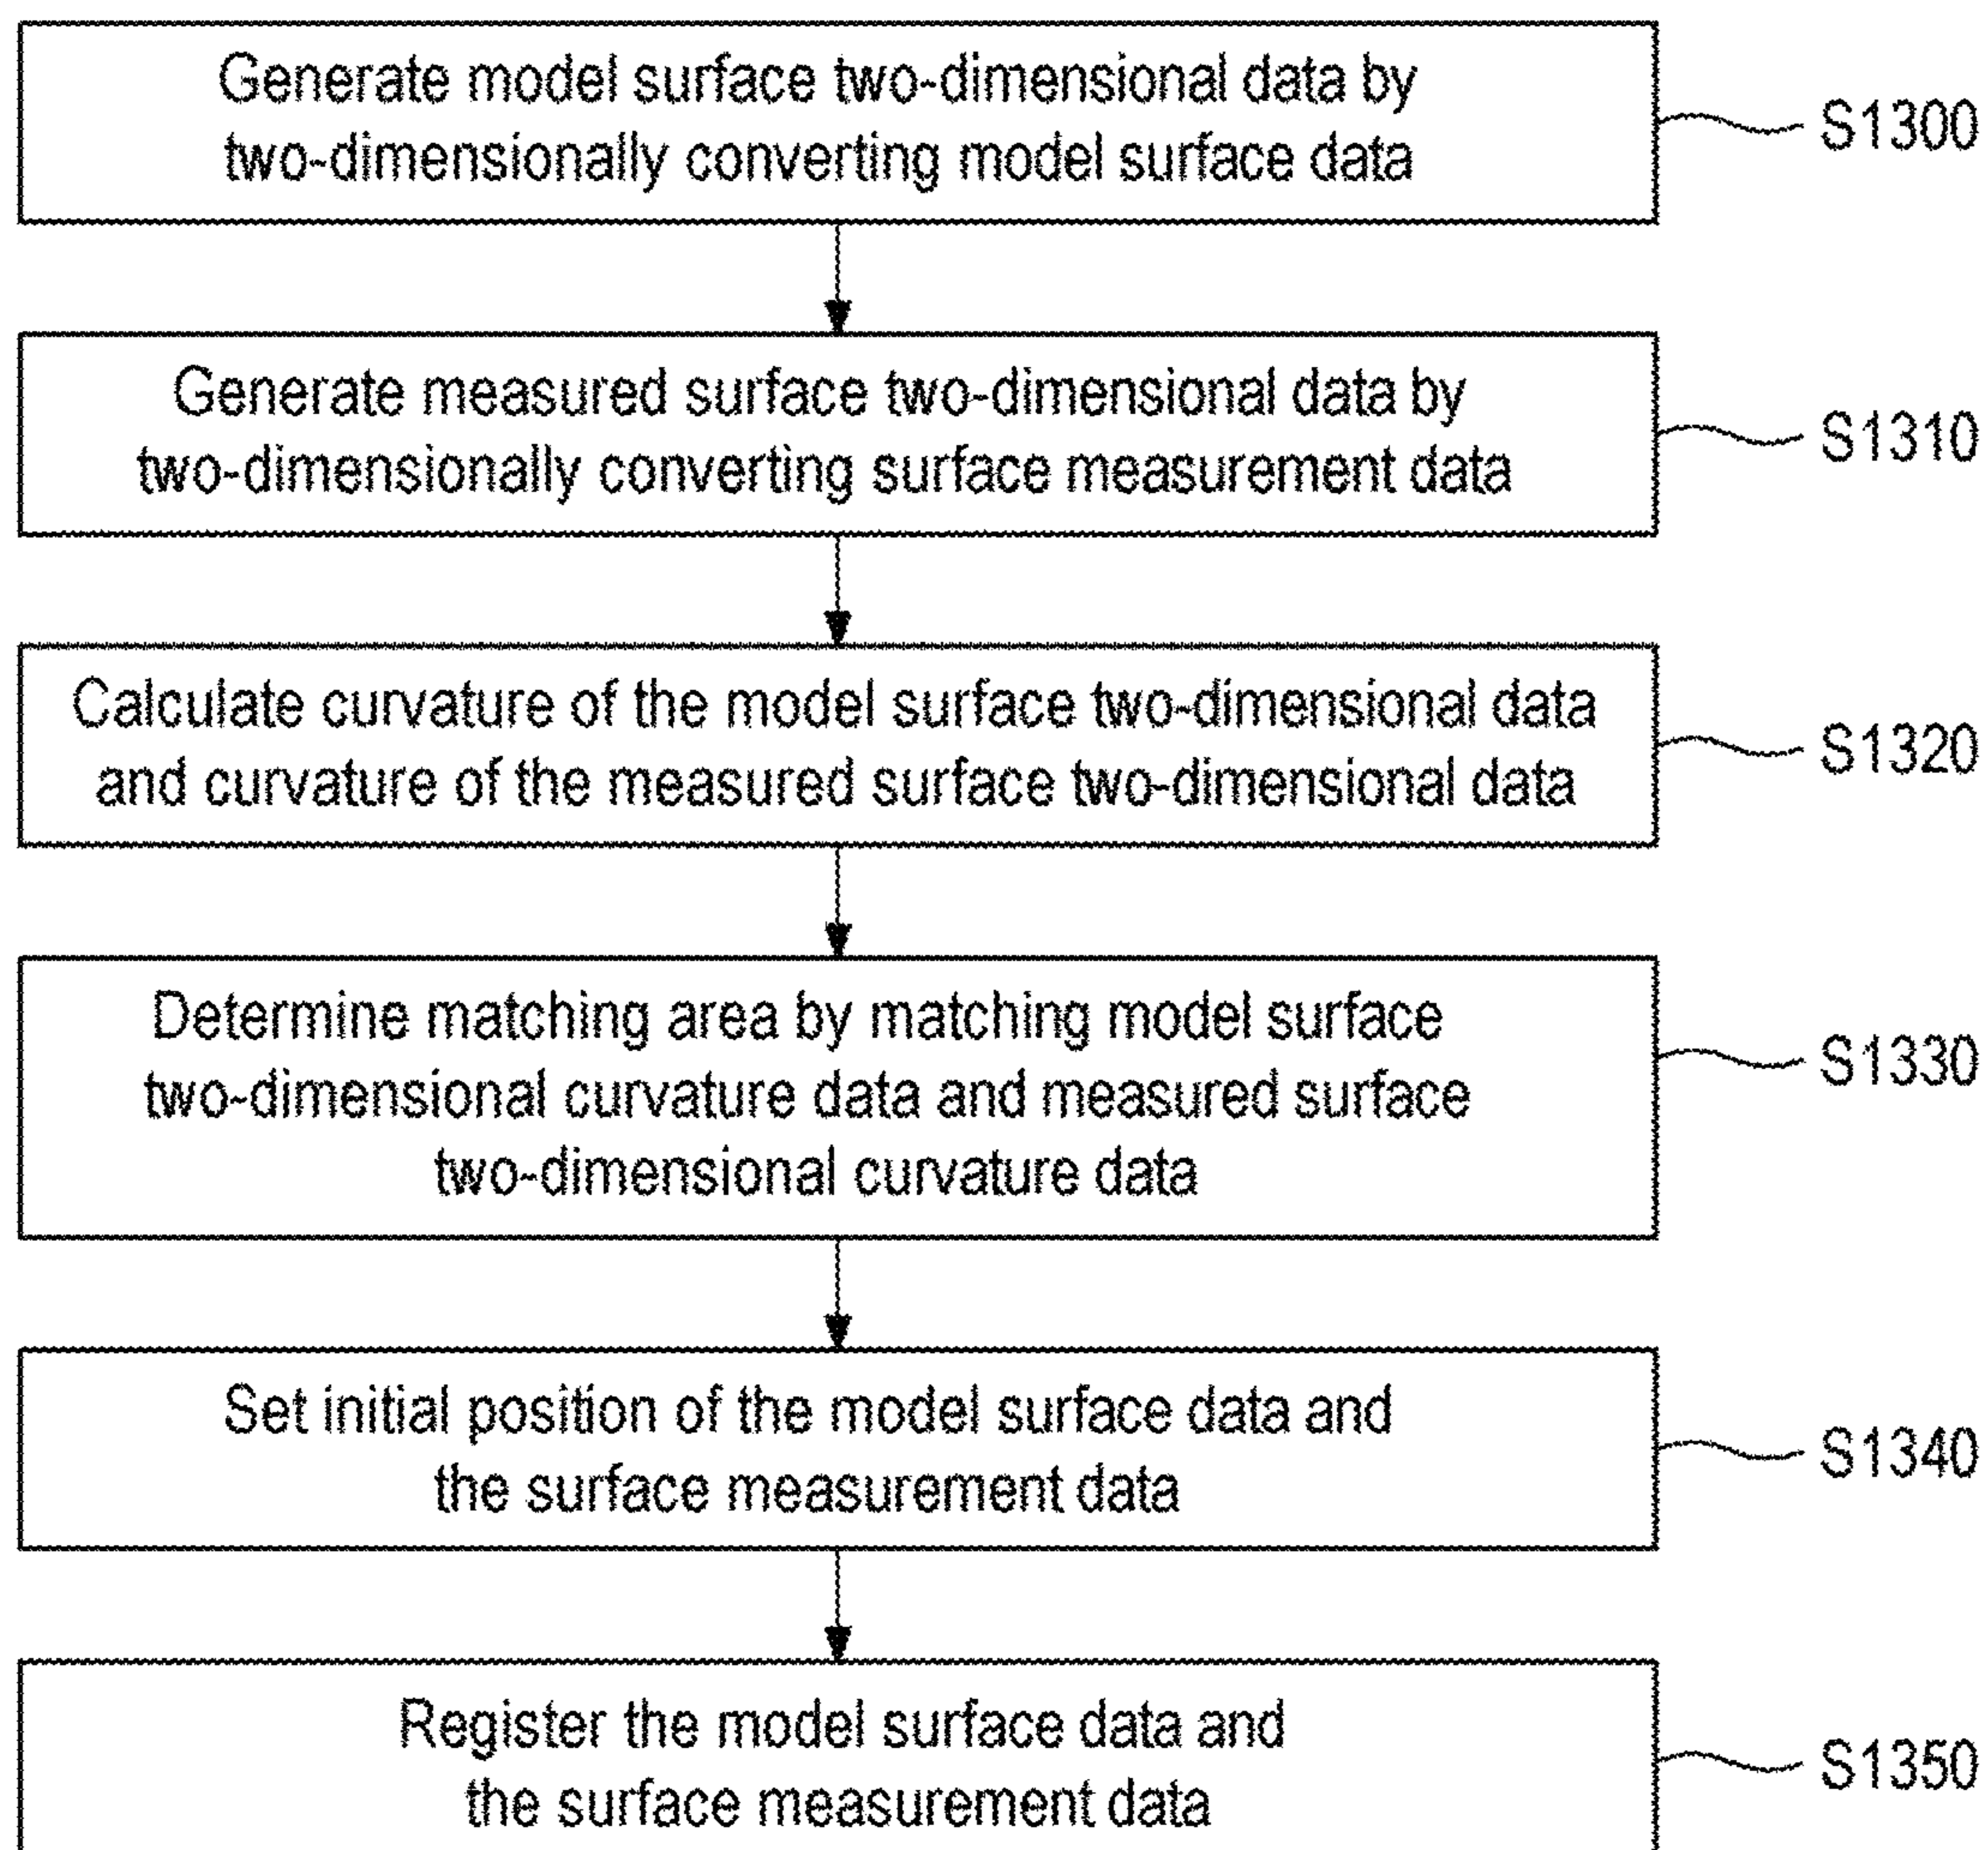 Generate model surface two-dimensional data by
two-dimensionally converting model surface data
S1300
Generate measured surface two-dimensional data by
two-dimensionally converting surface measurement data
S1310
Calculate curvature of the model surface two-dimensional data
and curvature of the measured surface two-dimensional data
S1320
Determine matching area by matching model surface
two-dimensional curvature data and measured surface
two-dimensional curvature data
S1330
Set initial position of the model surface data and
the surface measurement data
S1340
Register the model surface data and
the surface measurement data
S1350